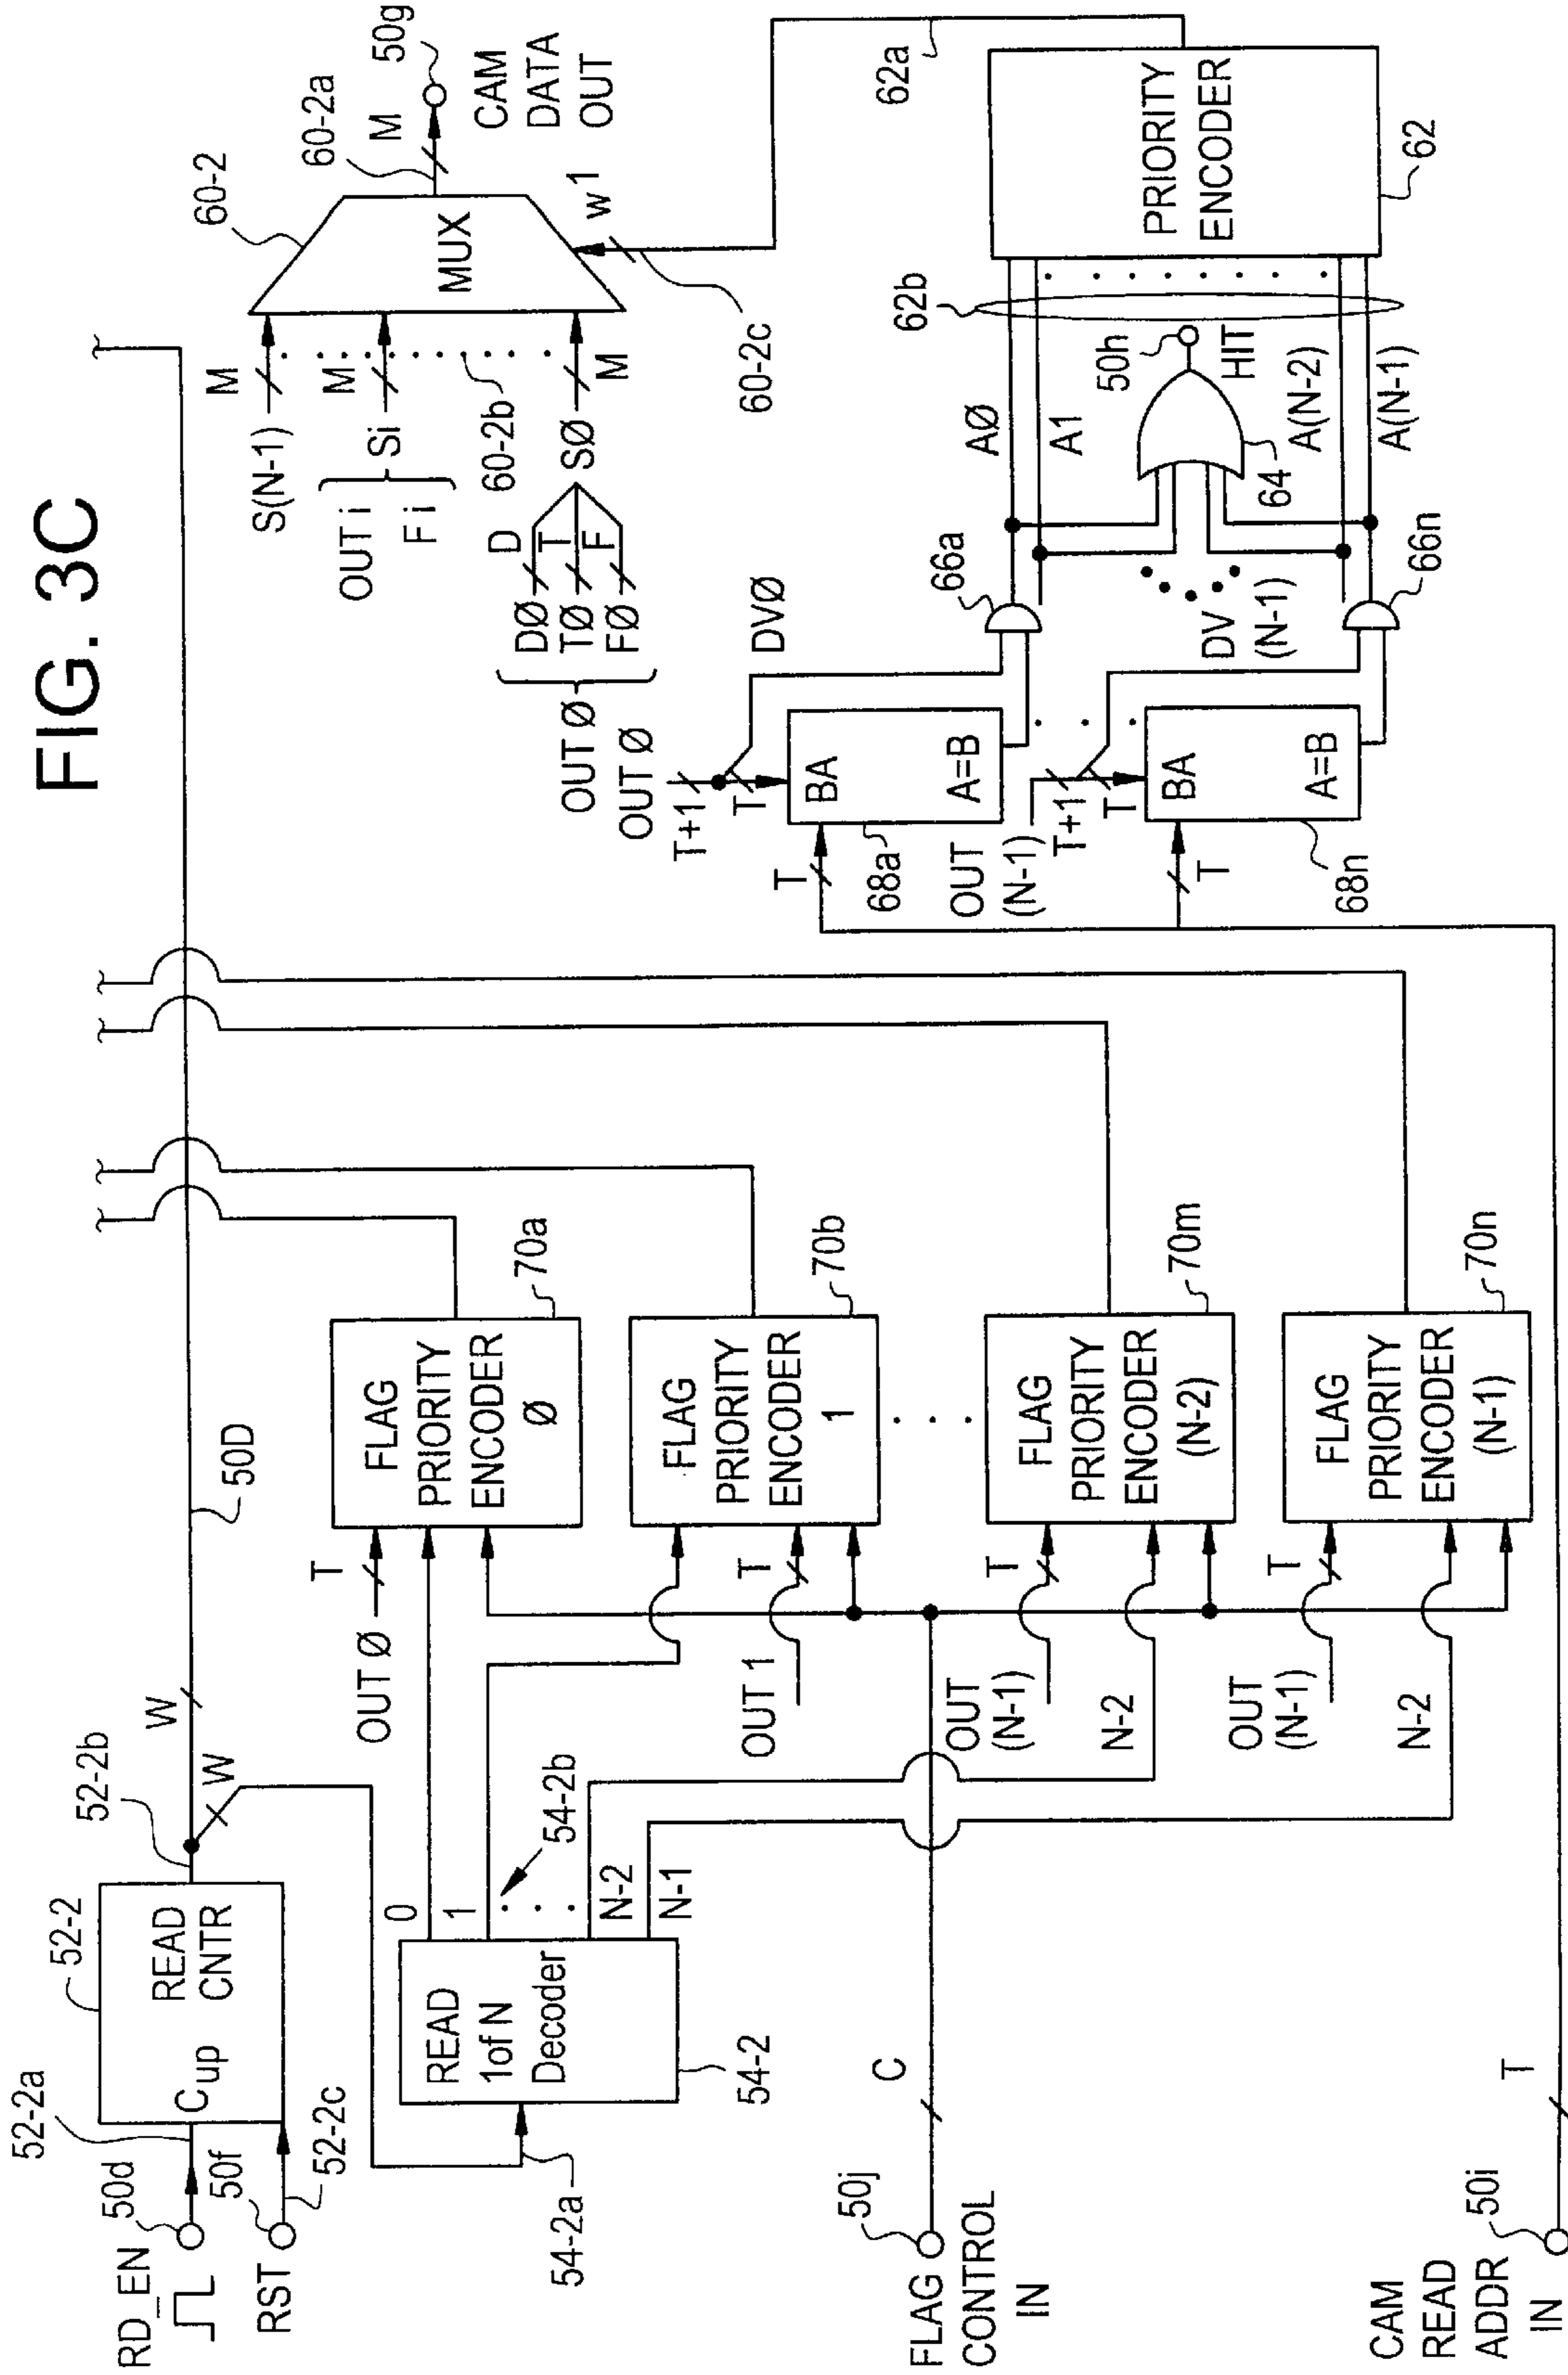 FIG. 3C
RD_EN
50d
52-2a
RST
50f
52-2c
52-2
Cup
READ
CNTR
52-2b
W
W
50D
54-2a
READ
1ofN
Decoder
54-2
0
1
N-2
N-1
54-2b
OUT Ø
T
FLAG
PRIORITY
ENCODER
Ø
70a
OUT 1
T
FLAG
PRIORITY
ENCODER
1
70b
OUT
(N-1)
T
N-2
FLAG
PRIORITY
ENCODER
(N-2)
70m
OUT
(N-1)
T
N-2
FLAG
PRIORITY
ENCODER
(N-1)
70n
FLAG
CONTROL
IN
50j
C
CAM
READ
ADDR
IN
50i
T
S(N-1)
M
OUT i
F i
Si
M
60-2b
OUT Ø
DØ
D
TØ
T
FØ
F
SØ
M
MUX
60-2
60-2a
M
50g
CAM
DATA
OUT
w1
60-2c
62a
OUT Ø
T+1
T
DVØ
T
BA
A=B
68a
66a
OUT
(N-1)
T+1
T
DV
(N-1)
T
BA
A=B
68n
66n
AØ
A1
64
50h
HIT
A(N-2)
A(N-1)
62b
PRIORITY
ENCODER
62